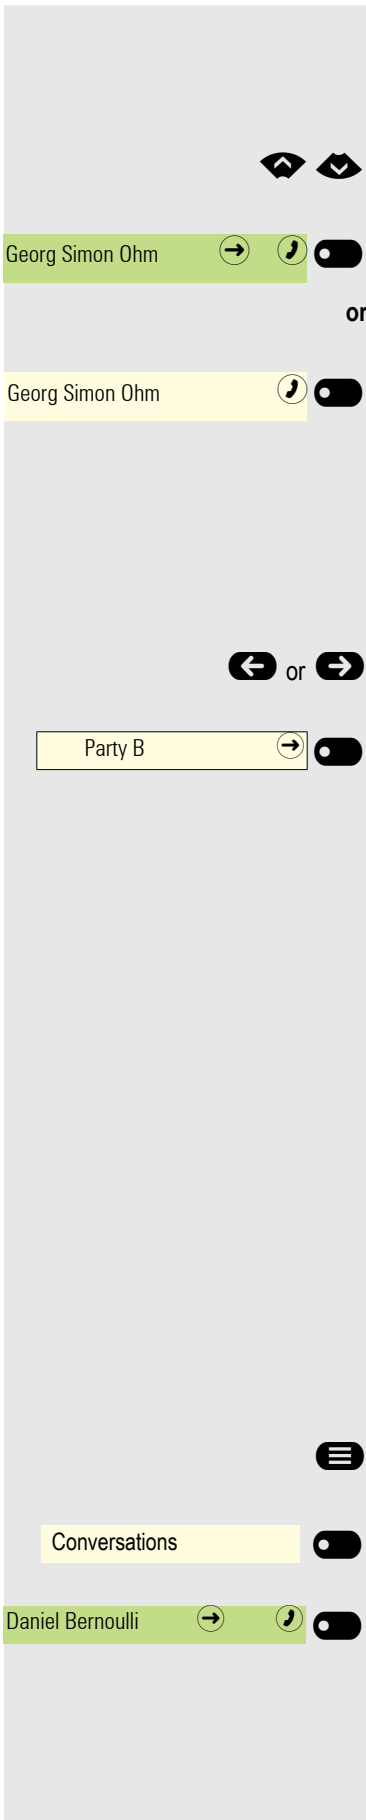 Georg Simon Ohm
or
Georg Simon Ohm
or
Party B
Conversations
Daniel Bernoulli